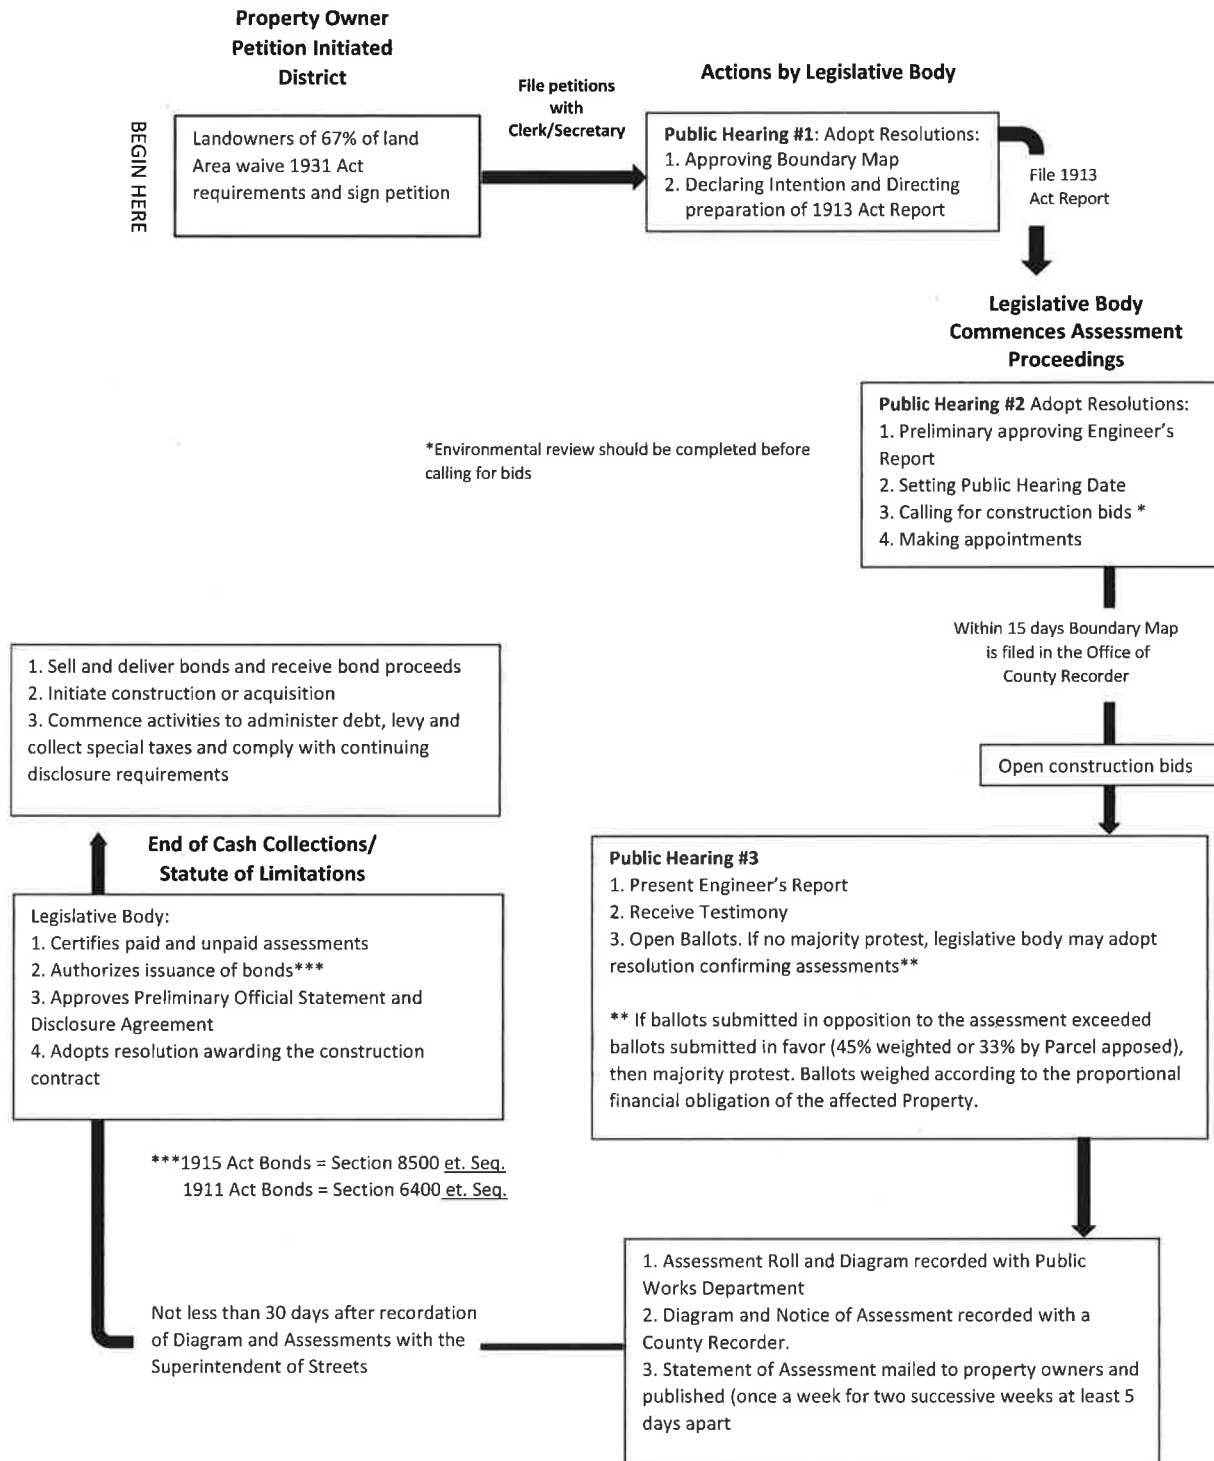 Property Owner
Petition Initiated
District
BEGIN HERE
Landowners of 67% of land
Area waive 1931 Act
requirements and sign petition
File petitions
with
Clerk/Secretary
Actions by Legislative Body
Public Hearing #1: Adopt Resolutions:
1. Approving Boundary Map
2. Declaring Intention and Directing
preparation of 1913 Act Report
File 1913
Act Report
Legislative Body
Commences Assessment
Proceedings
Public Hearing #2 Adopt Resolutions:
1. Preliminary approving Engineer's
Report
2. Setting Public Hearing Date
3. Calling for construction bids *
4. Making appointments
*Environmental review should be completed before
calling for bids
Within 15 days Boundary Map
is filed in the Office of
County Recorder
Open construction bids
Public Hearing #3
1. Present Engineer's Report
2. Receive Testimony
3. Open Ballots. If no majority protest, legislative body may adopt
resolution confirming assessments**
** If ballots submitted in opposition to the assessment exceeded
ballots submitted in favor (45% weighted or 33% by Parcel apposed),
then majority protest. Ballots weighed according to the proportional
financial obligation of the affected Property.
1. Assessment Roll and Diagram recorded with Public
Works Department
2. Diagram and Notice of Assessment recorded with a
County Recorder.
3. Statement of Assessment mailed to property owners and
published (once a week for two successive weeks at least 5
days apart
Not less than 30 days after recordation
of Diagram and Assessments with the
Superintendent of Streets
***1915 Act Bonds = Section 8500 et. Seq.
1911 Act Bonds = Section 6400 et. Seq.
Legislative Body:
1. Certifies paid and unpaid assessments
2. Authorizes issuance of bonds***
3. Approves Preliminary Official Statement and
Disclosure Agreement
4. Adopts resolution awarding the construction
contract
End of Cash Collections/
Statute of Limitations
1. Sell and deliver bonds and receive bond proceeds
2. Initiate construction or acquisition
3. Commence activities to administer debt, levy and
collect special taxes and comply with continuing
disclosure requirements